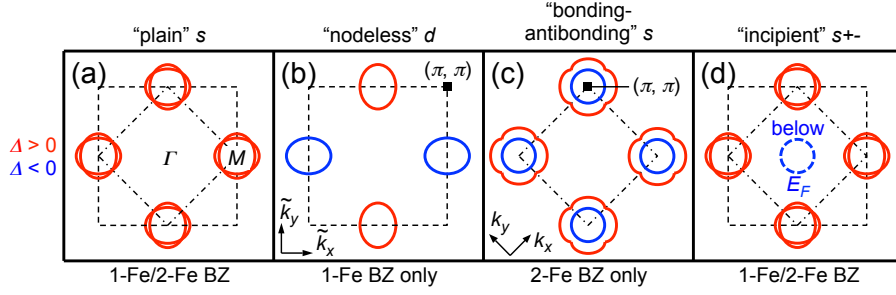 "plain" s
"nodeless" d
"bonding-
antibonding" s
"incipient" s+-
(a)
(b)
(c)
(d)
(π, π)
(π, π)
Δ > 0
Δ < 0
Γ
M
below
E_F
k̃_y
k̃_x
k_y
k_x
1-Fe/2-Fe BZ
1-Fe BZ only
2-Fe BZ only
1-Fe/2-Fe BZ